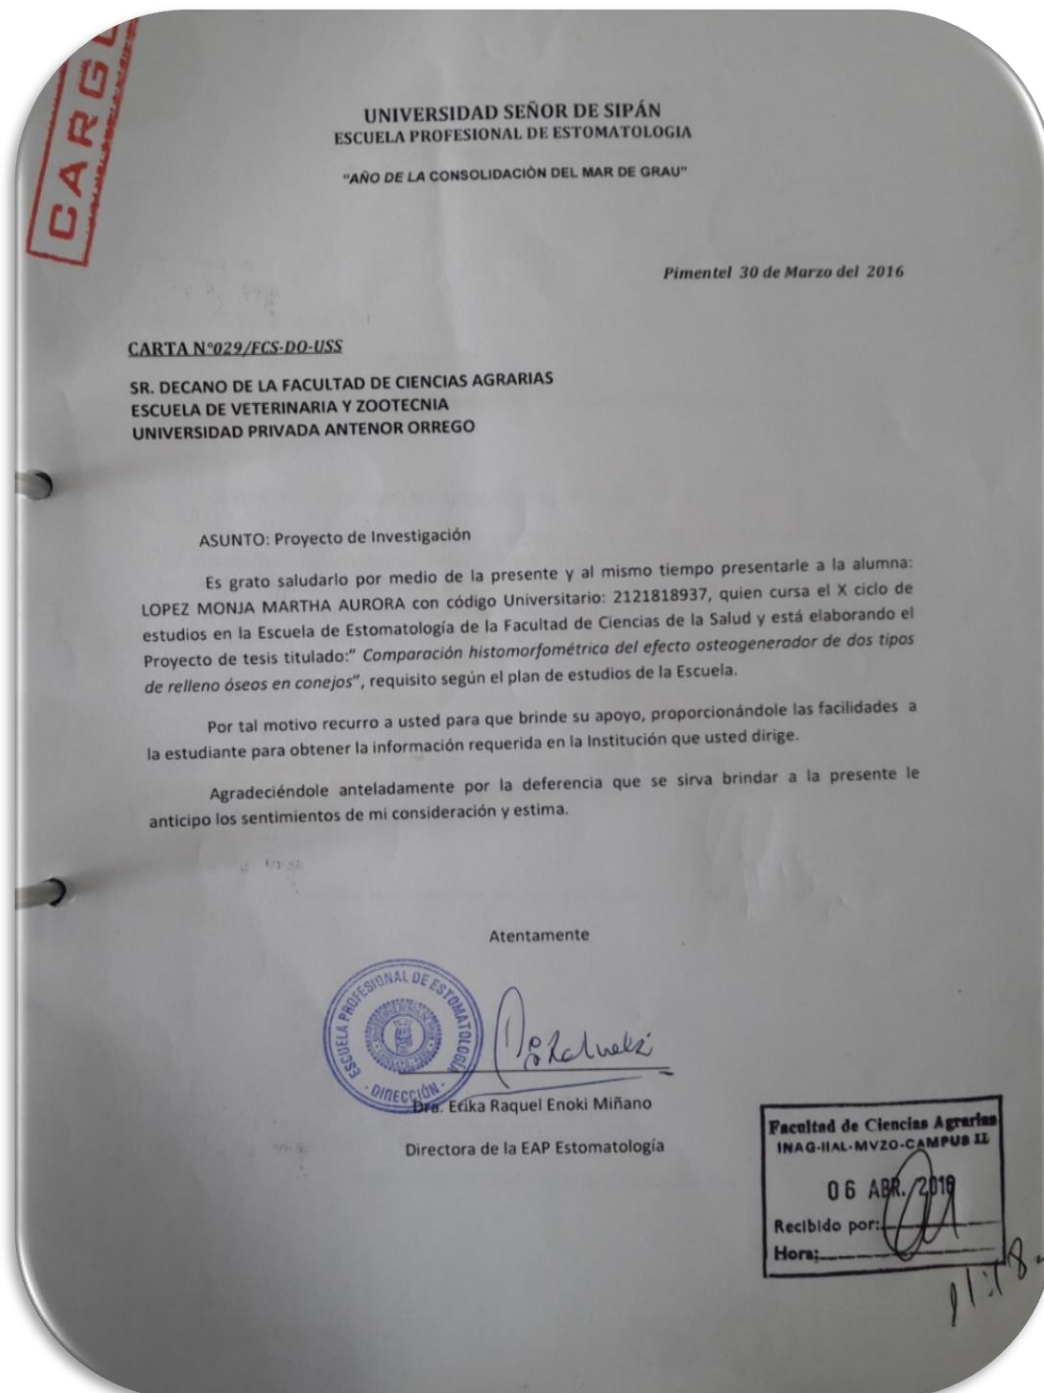 CARGO
UNIVERSIDAD SEÑOR DE SIPÁN
ESCUELA PROFESIONAL DE ESTOMATOLOGIA
"AÑO DE LA CONSOLIDACIÓN DEL MAR DE GRAU"
Pimentel 30 de Marzo del 2016
CARTA N°029/FCS-DO-USS
SR. DECANO DE LA FACULTAD DE CIENCIAS AGRARIAS
ESCUELA DE VETERINARIA Y ZOOTECNIA
UNIVERSIDAD PRIVADA ANTENOR ORREGO
ASUNTO: Proyecto de Investigación
Es grato saludarlo por medio de la presente y al mismo tiempo presentarle a la alumna:
LOPEZ MONJA MARTHA AURORA con código Universitario: 2121818937, quien cursa el X ciclo de
estudios en la Escuela de Estomatología de la Facultad de Ciencias de la Salud y está elaborando el
Proyecto de tesis titulado:" Comparación histomorfométrica del efecto osteogenerador de dos tipos
de relleno óseos en conejos", requisito según el plan de estudios de la Escuela.
Por tal motivo recurro a usted para que brinde su apoyo, proporcionándole las facilidades a
la estudiante para obtener la información requerida en la Institución que usted dirige.
Agradeciéndole anteladamente por la deferencia que se sirva brindar a la presente le
anticipo los sentimientos de mi consideración y estima.
Atentamente
ESCUELA PROFESIONAL DE ESTOMATOLOGÍA
· DIRECCIÓN ·
Dra. Erika Raquel Enoki Miñano
Directora de la EAP Estomatología
Facultad de Ciencias Agrarias
INAG-IIAL-MVZO-CAMPUS II
06 ABR. 2016
Recibido por:
Hora: